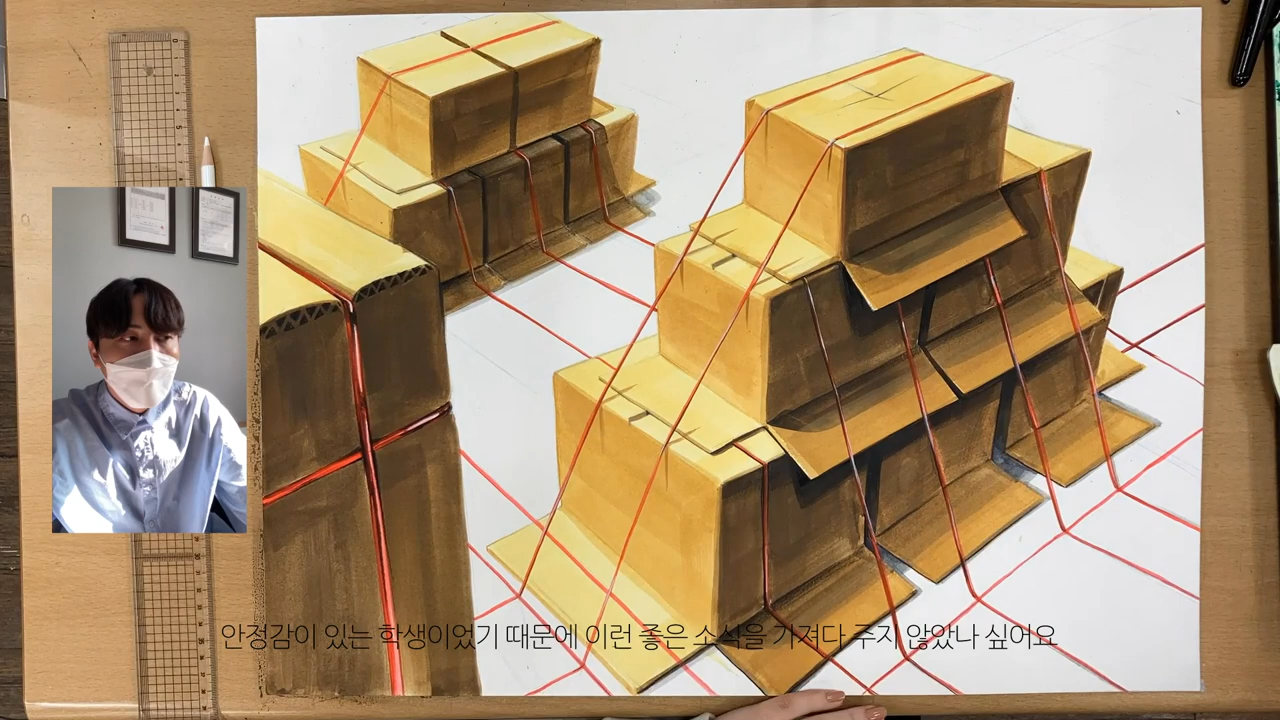 안정감이 있는 학생이었기 때문에 이런 좋은 소식을 가져다 주지 않았나 싶어요